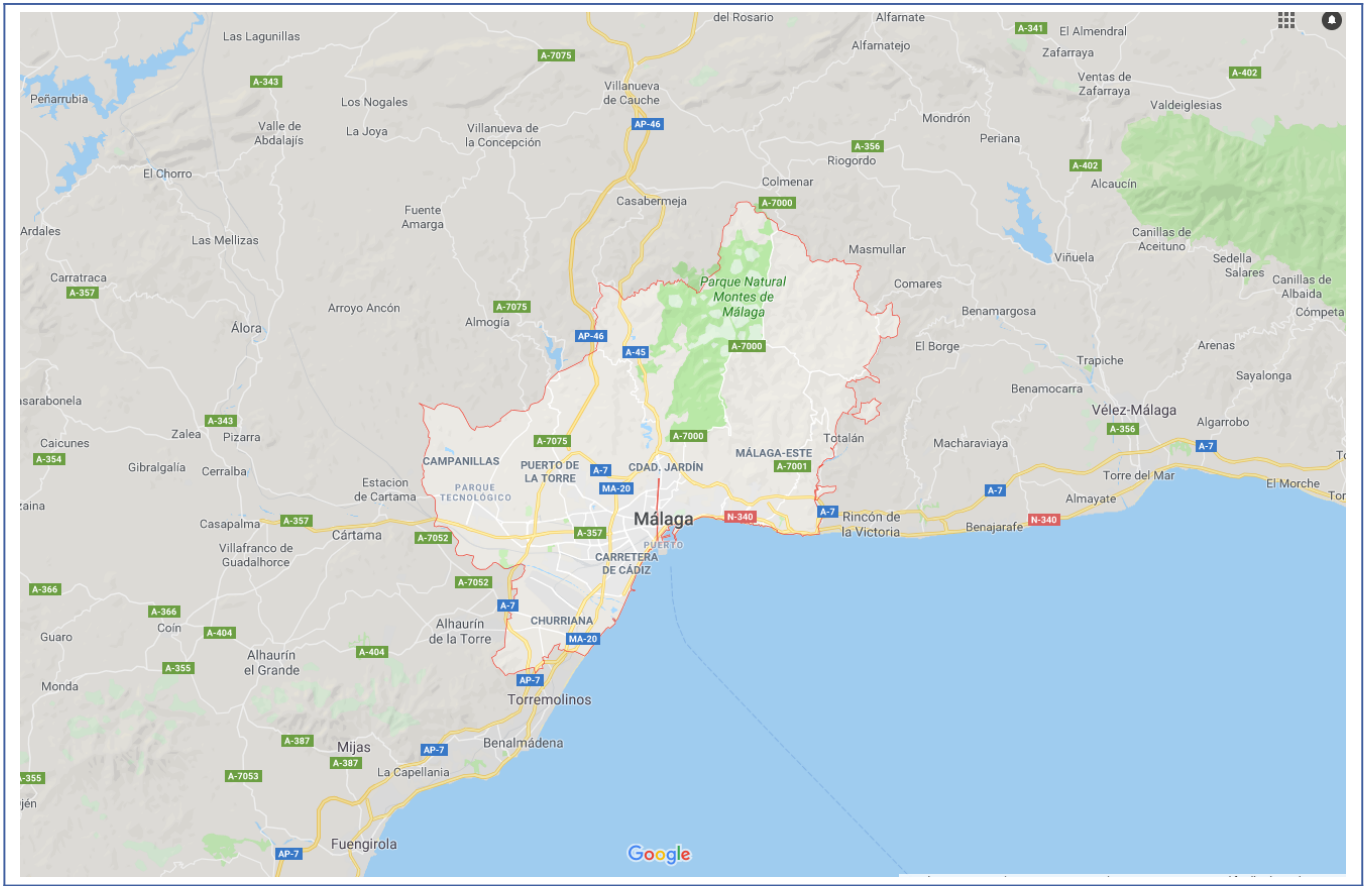 del Rosario
Alfarnate
A-341
El Almendral
Las Lagunillas
Alfarnatejo
Zafarraya
A-7075
A-343
A-402
Ventas de
Zafarraya
Peñarrubia
Los Nogales
Villanueva
de Cauche
Valdeiglesias
AP-46
Mondrón
Valle de
Abdalajís
La Joya
Villanueva de
la Concepción
Periana
A-356
Riogordo
A-402
El Chorro
Colmenar
Alcaucín
Casabermeja
A-7000
Fuente
Amarga
Ardales
Las Mellizas
Canillas de
Aceituno
Masmullar
Viñuela
Sedella
Salares
Carratraca
A-357
Parque Natural
Montes de
Málaga
Comares
Canillas de
Albaida
Arroyo Ancón
A-7075
Almogía
Benamargosa
Cómpeta
Álora
AP-46
A-45
A-7000
El Borge
Arenas
Trapiche
Sayalonga
Benamocarra
asarabonela
A-343
Zalea
Pizarra
Vélez-Málaga
A-356
Algarrobo
Caicunes
A-354
A-7075
A-7000
Totalán
Macharaviaya
A-7
Gibralgalía
Cerralba
CAMPANILLAS
PUERTO DE
LA TORRE
A-7
CDAD. JARDÍN
MÁLAGA-ESTE
A-7001
Torre del Mar
El Morche
Estacion
de Cartama
PARQUE
TECNOLÓGICO
MA-20
A-7
Almayate
Tor
zaina
Casapalma
A-357
Cártama
A-7052
A-357
Málaga
N-340
A-7
Rincón de
la Victoria
Benajarafe
N-340
PUERTO
Villafranco de
Guadalhorce
CARRETERA
DE CÁDIZ
A-366
A-7052
A-366
Coín
A-404
A-7
CHURRIANA
Alhaurín
de la Torre
MA-20
Guaro
Alhaurín
el Grande
A-404
A-355
Monda
AP-7
Torremolinos
A-387
Mijas
A-387
AP-7
Benalmádena
A-355
A-7053
La Capellania
jén
Fuengirola
AP-7
Google